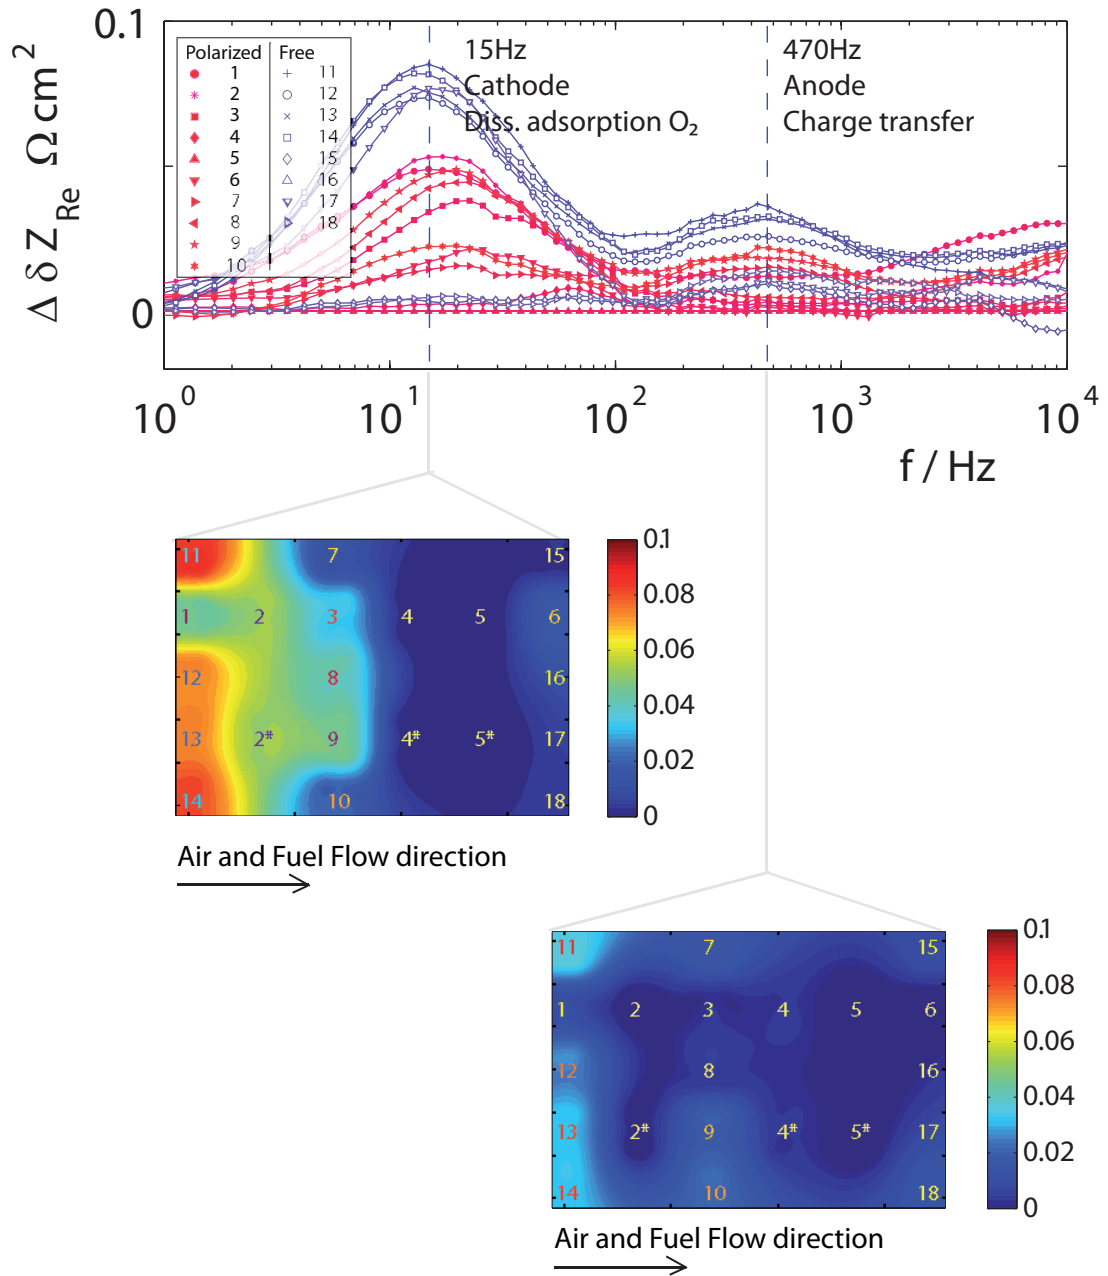 0.1
0
Δ δ Z_Re Ω cm²
Polarized Free
1 11
2 12
3 13
4 14
5 15
6 16
7 17
8 18
9
10
15Hz
Cathode
Diss. adsorption O₂
470Hz
Anode
Charge transfer
10⁰ 10¹ 10² 10³ 10⁴
f / Hz
11 7 15
1 2 3 4 5 6
12 8 16
13 2# 9 4# 5# 17
14 10 18
0.1
0.08
0.06
0.04
0.02
0
Air and Fuel Flow direction
11 7 15
1 2 3 4 5 6
12 8 16
13 2# 9 4# 5# 17
14 10 18
0.1
0.08
0.06
0.04
0.02
0
Air and Fuel Flow direction